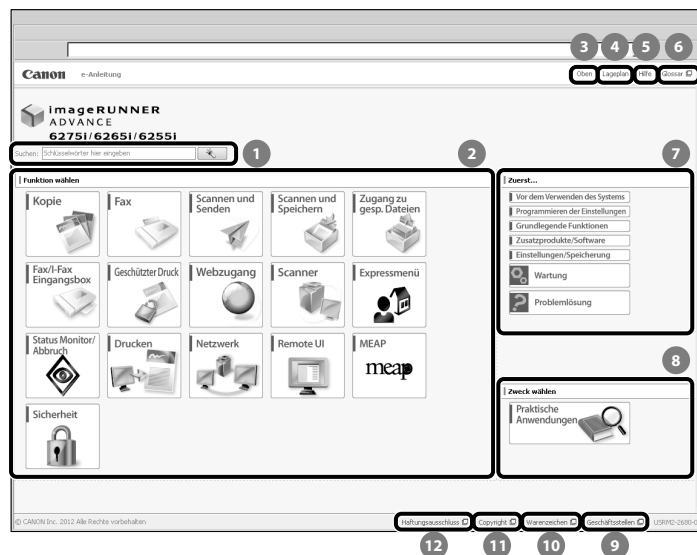 3 4 5 6
Canon e-Anleitung Oben Lageplan Hilfe Glossar
imageRUNNER
ADVANCE
6275i/6265i/6255i
Suchen: Schlüsselwörter hier eingeben
1 2 7
Funktion wählen
Kopie
Fax
Scannen und
Senden
Scannen und
Speichern
Zugang zu
gesp. Dateien
Fax/I-Fax
Eingangsbox
Geschützter Druck
Webzugang
Scanner
Expressmenü
Status Monitor/
Abbruch
Drucken
Netzwerk
Remote UI
MEAP
meap
Sicherheit
Zuerst...
Vor dem Verwenden des Systems
Programmieren der Einstellungen
Grundlegende Funktionen
Zusatzprodukte/Software
Einstellungen/Speicherung
Wartung
Problemlösung
8
Zweck wählen
Praktische
Anwendungen
© CANON Inc. 2012 Alle Rechte vorbehalten Haftungsausschluss Copyright Warenzeichen Geschäftsstellen USRM2-2680-0
12 11 10 9